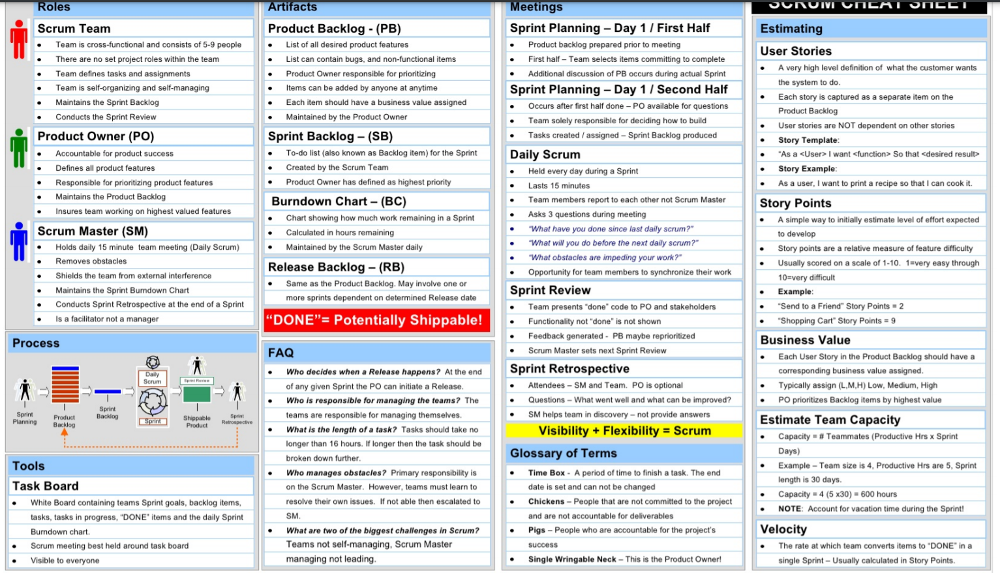 Roles
Scrum Team
• Team is cross-functional and consists of 5-9 people
• There are no set project roles within the team
• Team defines tasks and assignments
• Team is self-organizing and self-managing
• Maintains the Sprint Backlog
• Conducts the Sprint Review
Product Owner (PO)
• Accountable for product success
• Defines all product features
• Responsible for prioritizing product features
• Maintains the Product Backlog
• Insures team working on highest valued features
Scrum Master (SM)
• Holds daily 15 minute team meeting (Daily Scrum)
• Removes obstacles
• Shields the team from external interference
• Maintains the Sprint Burndown Chart
• Conducts Sprint Retrospective at the end of a Sprint
• Is a facilitator not a manager
Process
Sprint
Planning
Product
Backlog
Sprint
Backlog
Daily
Scrum
Sprint
Sprint Review
Shippable
Product
Sprint
Retrospective
Tools
Task Board
• White Board containing teams Sprint goals, backlog items,
tasks, tasks in progress, “DONE” items and the daily Sprint
Burndown chart.
• Scrum meeting best held around task board
• Visible to everyone
Artifacts
Product Backlog - (PB)
• List of all desired product features
• List can contain bugs, and non-functional items
• Product Owner responsible for prioritizing
• Items can be added by anyone at anytime
• Each item should have a business value assigned
• Maintained by the Product Owner
Sprint Backlog – (SB)
• To-do list (also known as Backlog item) for the Sprint
• Created by the Scrum Team
• Product Owner has defined as highest priority
Burndown Chart – (BC)
• Chart showing how much work remaining in a Sprint
• Calculated in hours remaining
• Maintained by the Scrum Master daily
Release Backlog – (RB)
• Same as the Product Backlog. May involve one or
more sprints dependent on determined Release date
“DONE”= Potentially Shippable!
FAQ
• Who decides when a Release happens? At the end
of any given Sprint the PO can initiate a Release.
• Who is responsible for managing the teams? The
teams are responsible for managing themselves.
• What is the length of a task? Tasks should take no
longer than 16 hours. If longer then the task should be
broken down further.
• Who manages obstacles? Primary responsibility is
on the Scrum Master. However, teams must learn to
resolve their own issues. If not able then escalated to
SM.
• What are two of the biggest challenges in Scrum?
Teams not self-managing, Scrum Master
managing not leading.
Meetings
Sprint Planning – Day 1 / First Half
• Product backlog prepared prior to meeting
• First half – Team selects items committing to complete
• Additional discussion of PB occurs during actual Sprint
Sprint Planning – Day 1 / Second Half
• Occurs after first half done – PO available for questions
• Team solely responsible for deciding how to build
• Tasks created / assigned – Sprint Backlog produced
Daily Scrum
• Held every day during a Sprint
• Lasts 15 minutes
• Team members report to each other not Scrum Master
• Asks 3 questions during meeting
• “What have you done since last daily scrum?”
• “What will you do before the next daily scrum?”
• “What obstacles are impeding your work?”
• Opportunity for team members to synchronize their work
Sprint Review
• Team presents “done” code to PO and stakeholders
• Functionality not “done” is not shown
• Feedback generated - PB maybe reprioritized
• Scrum Master sets next Sprint Review
Sprint Retrospective
• Attendees – SM and Team. PO is optional
• Questions – What went well and what can be improved?
• SM helps team in discovery – not provide answers
Visibility + Flexibility = Scrum
Glossary of Terms
• Time Box - A period of time to finish a task. The end
date is set and can not be changed
• Chickens – People that are not committed to the project
and are not accountable for deliverables
• Pigs – People who are accountable for the project’s
success
• Single Wringable Neck – This is the Product Owner!
SCRUM CHEAT SHEET
Estimating
User Stories
• A very high level definition of what the customer wants
the system to do.
• Each story is captured as a separate item on the
Product Backlog
• User stories are NOT dependent on other stories
• Story Template:
• “As a <User> I want <function> So that <desired result>
• Story Example:
• As a user, I want to print a recipe so that I can cook it.
Story Points
• A simple way to initially estimate level of effort expected
to develop
• Story points are a relative measure of feature difficulty
• Usually scored on a scale of 1-10. 1=very easy through
10=very difficult
• Example:
• “Send to a Friend” Story Points = 2
• “Shopping Cart” Story Points = 9
Business Value
• Each User Story in the Product Backlog should have a
corresponding business value assigned.
• Typically assign (L,M,H) Low, Medium, High
• PO prioritizes Backlog items by highest value
Estimate Team Capacity
• Capacity = # Teammates (Productive Hrs x Sprint
Days)
• Example – Team size is 4, Productive Hrs are 5, Sprint
length is 30 days.
• Capacity = 4 (5 x30) = 600 hours
• NOTE: Account for vacation time during the Sprint!
Velocity
• The rate at which team converts items to “DONE” in a
single Sprint – Usually calculated in Story Points.